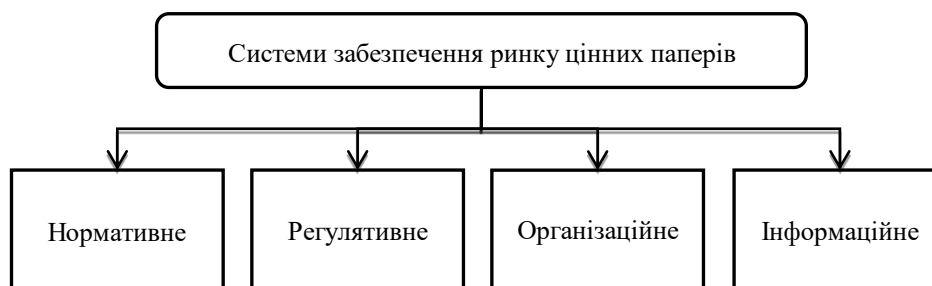 Системи забезпечення ринку цінних паперів
Нормативне
Регулятивне
Організаційне
Інформаційне